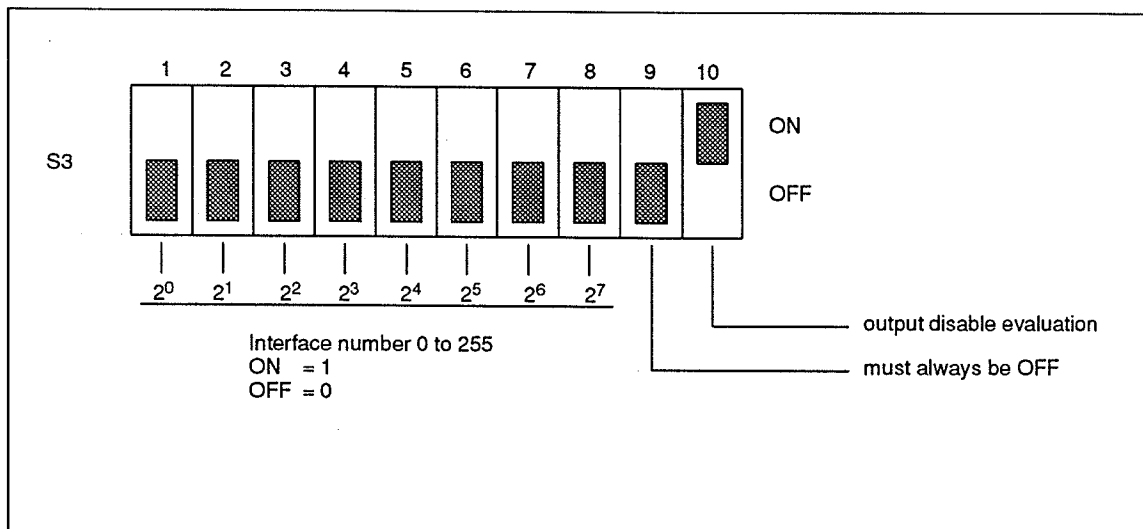 1 2 3 4 5 6 7 8 9 10
ON
S3
OFF
2⁰ 2¹ 2² 2³ 2⁴ 2⁵ 2⁶ 2⁷
output disable evaluation
Interface number 0 to 255
ON = 1
must always be OFF
OFF = 0